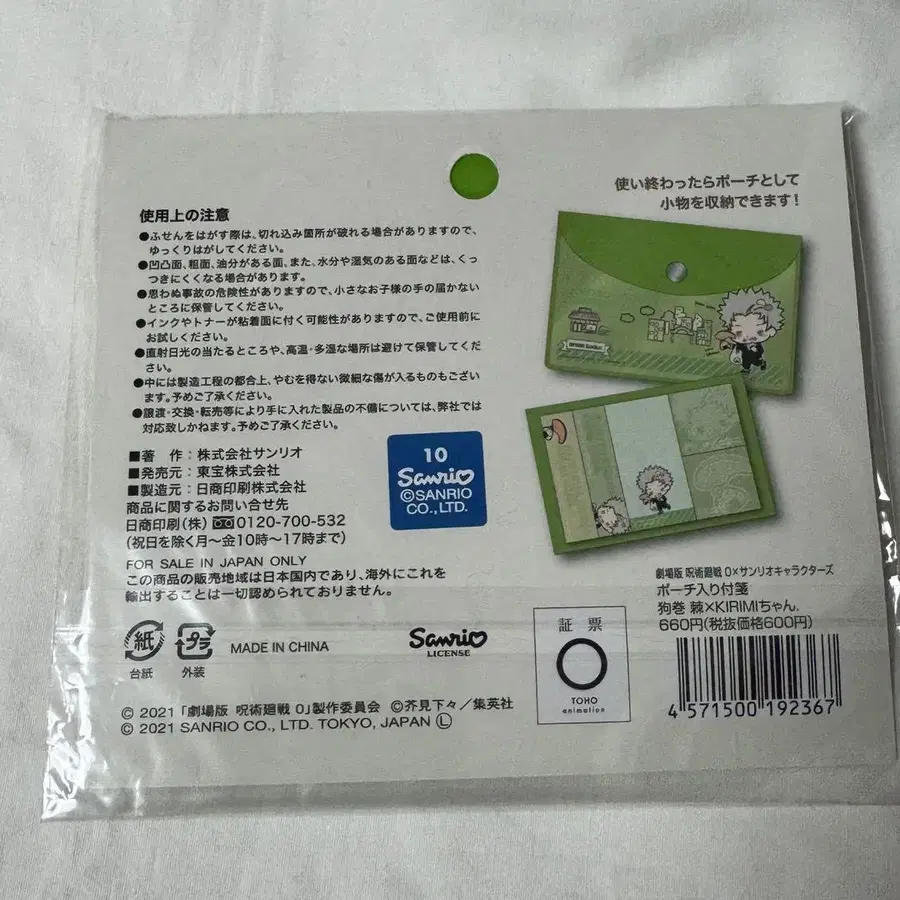 使い終わったらポーチとして
小物を収納できます!
使用上の注意
●ふせんをはがす際は、切れ込み箇所が破れる場合がありますので、
ゆっくりはがしてください。
●凹凸面、粗面、油分がある面、また、水分や湿気のある面などは、くっ
つきにくくなる場合があります。
●思わぬ事故の危険性がありますので、小さなお子様の手の届かない
ところに保管してください。
●インクやトナーが粘着面に付く可能性がありますので、ご使用前に
お試しください。
●直射日光の当たるところや、高温・多湿な場所は避けて保管してくださ
い。
●中には製造工程の都合上、やむを得ない微細な傷が入るものもござい
ます。予めご了承ください。
●譲渡・交換・転売等により手に入れた製品の不備については、弊社では
対応致しかねます。予めご了承ください。
■著 作:株式会社サンリオ
■発売元:東宝株式会社
■製造元:日商印刷株式会社
商品に関するお問い合せ先
日商印刷(株) 0120-700-532
(祝日を除く月〜金10時〜17時まで)
FOR SALE IN JAPAN ONLY
この商品の販売地域は日本国内であり、海外にこれを
輸出することは一切認められておりません。
10
Sanrio
©SANRIO
CO., LTD.
劇場版 呪術廻戦 0×サンリオキャラクターズ
ポーチ入り付箋
狗巻 棘×KIRIMIちゃん.
660円(税抜価格600円)
紙
台紙
プラ
外装
MADE IN CHINA
Sanrio
LICENSE
証票
TOHO
animation
4 571500 192367
© 2021 「劇場版 呪術廻戦 0」製作委員会 ©芥見下々/集英社
© 2021 SANRIO CO., LTD. TOKYO, JAPAN Ⓛ